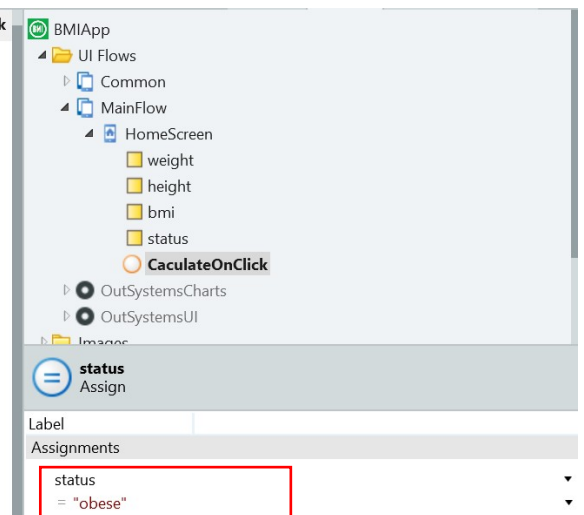 k
BMIApp
UI Flows
Common
MainFlow
HomeScreen
weight
height
bmi
status
CaculateOnClick
OutSystemsCharts
OutSystemsUI
Images
status
Assign
Label
Assignments
status
= "obese"